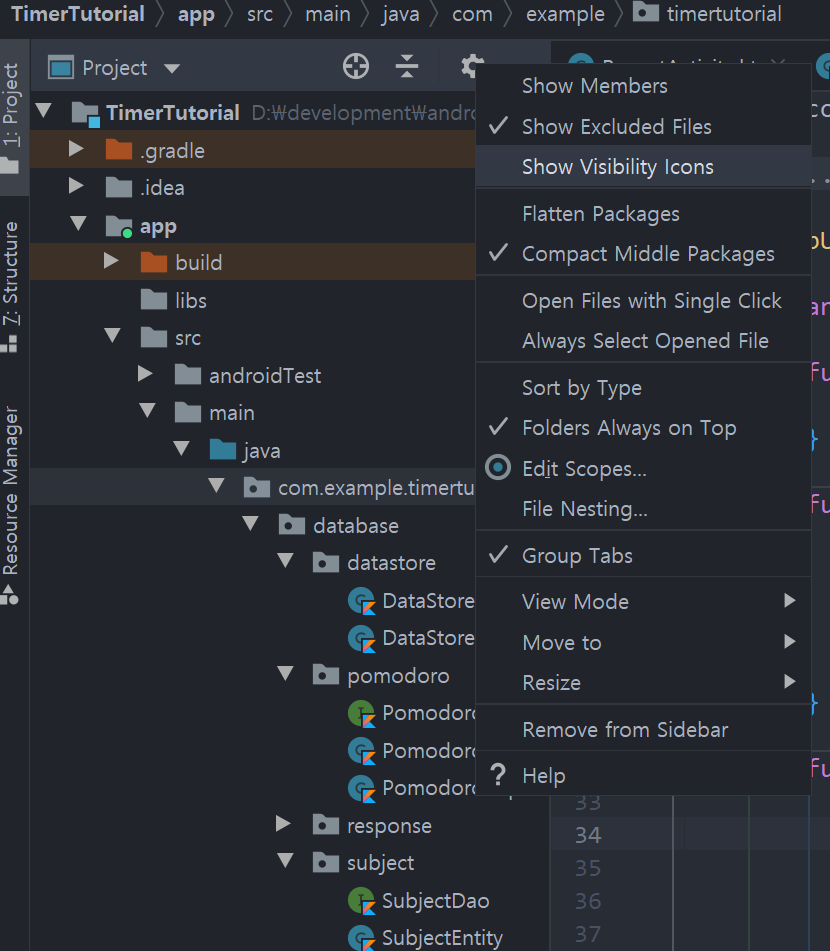 TimerTutorial app src main java com example timertutorial
1: Project
Z: Structure
Resource Manager
Project
TimerTutorial D:₩development₩andro
.gradle
.idea
app
build
libs
src
androidTest
main
java
com.example.timertu
database
datastore
DataStore
DataStore
pomodoro
Pomodoro
Pomodoro
Pomodoro
response
subject
SubjectDao
SubjectEntity
Show Members
Show Excluded Files
Show Visibility Icons
Flatten Packages
Compact Middle Packages
Open Files with Single Click
Always Select Opened File
Sort by Type
Folders Always on Top
Edit Scopes...
File Nesting...
Group Tabs
View Mode
Move to
Resize
Remove from Sidebar
? Help
fu
fu
}
}
fu
33
34
35
36
37